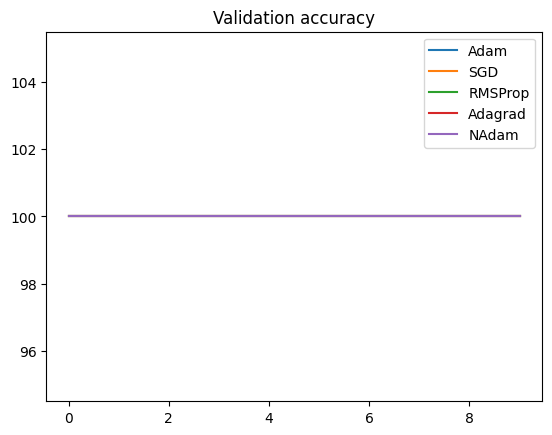 Validation accuracy
Adam
SGD
RMSProp
Adagrad
NAdam
104
102
100
98
96
0 2 4 6 8